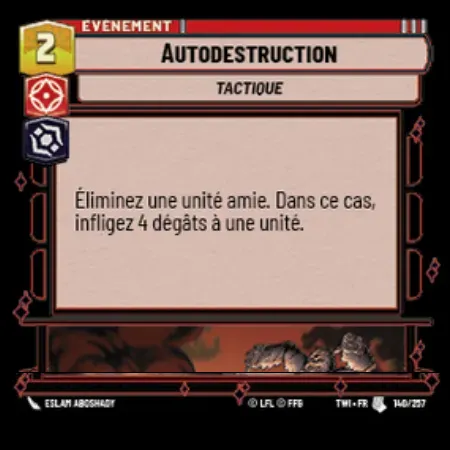 ÉVÉNEMENT
2
AUTODESTRUCTION
TACTIQUE
Éliminez une unité amie. Dans ce cas,
infligez 4 dégâts à une unité.
ESLAM ABOSHADY
© LFL ℗ FFG
TWI • FR
140/257